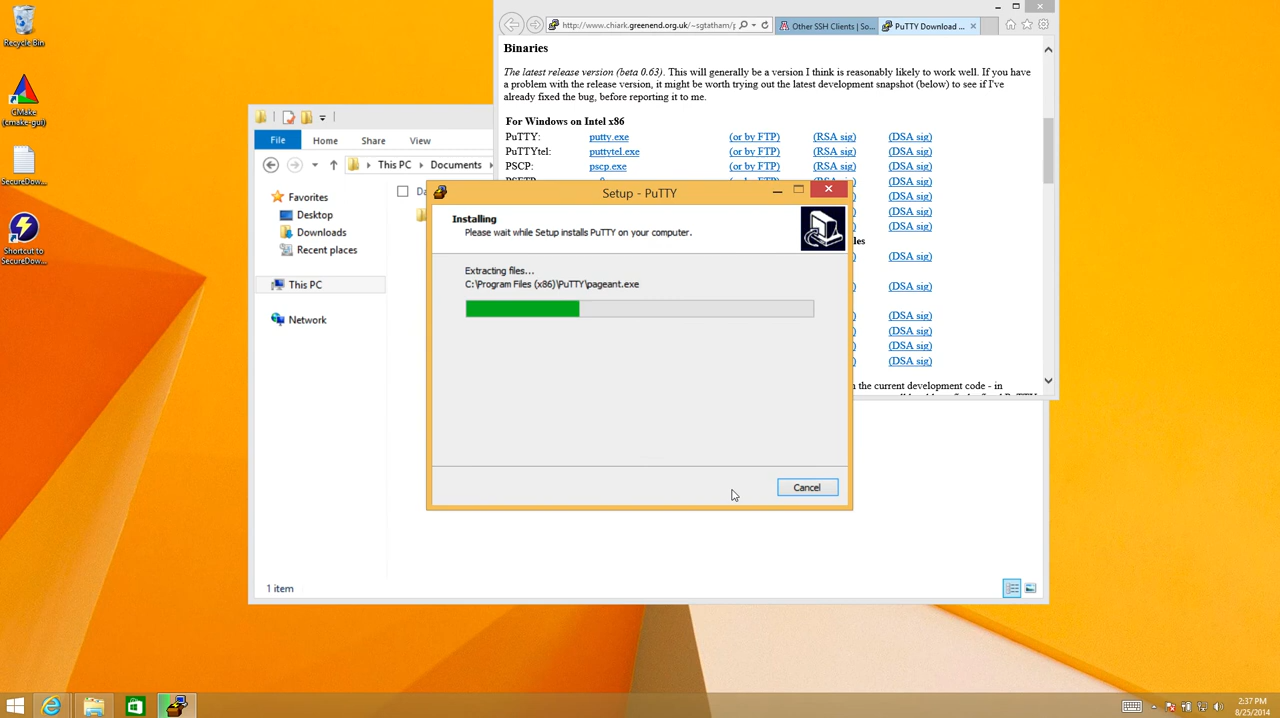 Recycle Bin
CMake
(cmake-gui)
SecureDow...
Shortcut to
SecureDow...
http://www.chiark.greenend.org.uk/~sgtatham/p
Other SSH Clients | So...
PuTTY Download ...
Binaries
The latest release version (beta 0.63). This will generally be a version I think is reasonably likely to work well. If you have
a problem with the release version, it might be worth trying out the latest development snapshot (below) to see if I've
already fixed the bug, before reporting it to me.
For Windows on Intel x86
PuTTY: putty.exe (or by FTP) (RSA sig) (DSA sig)
PuTTYtel: puttytel.exe (or by FTP) (RSA sig) (DSA sig)
PSCP: pscp.exe (or by FTP) (RSA sig) (DSA sig)
(DSA sig)
(DSA sig)
(DSA sig)
(DSA sig)
les
(DSA sig)
(DSA sig)
(DSA sig)
(DSA sig)
(DSA sig)
(DSA sig)
n the current development code - in
File Home Share View
This PC Documents
Favorites
Desktop
Downloads
Recent places
This PC
Network
Da
1 item
Setup - PuTTY
Installing
Please wait while Setup installs PuTTY on your computer.
Extracting files...
C:\Program Files (x86)\PuTTY\pageant.exe
Cancel
2:37 PM
8/25/2014